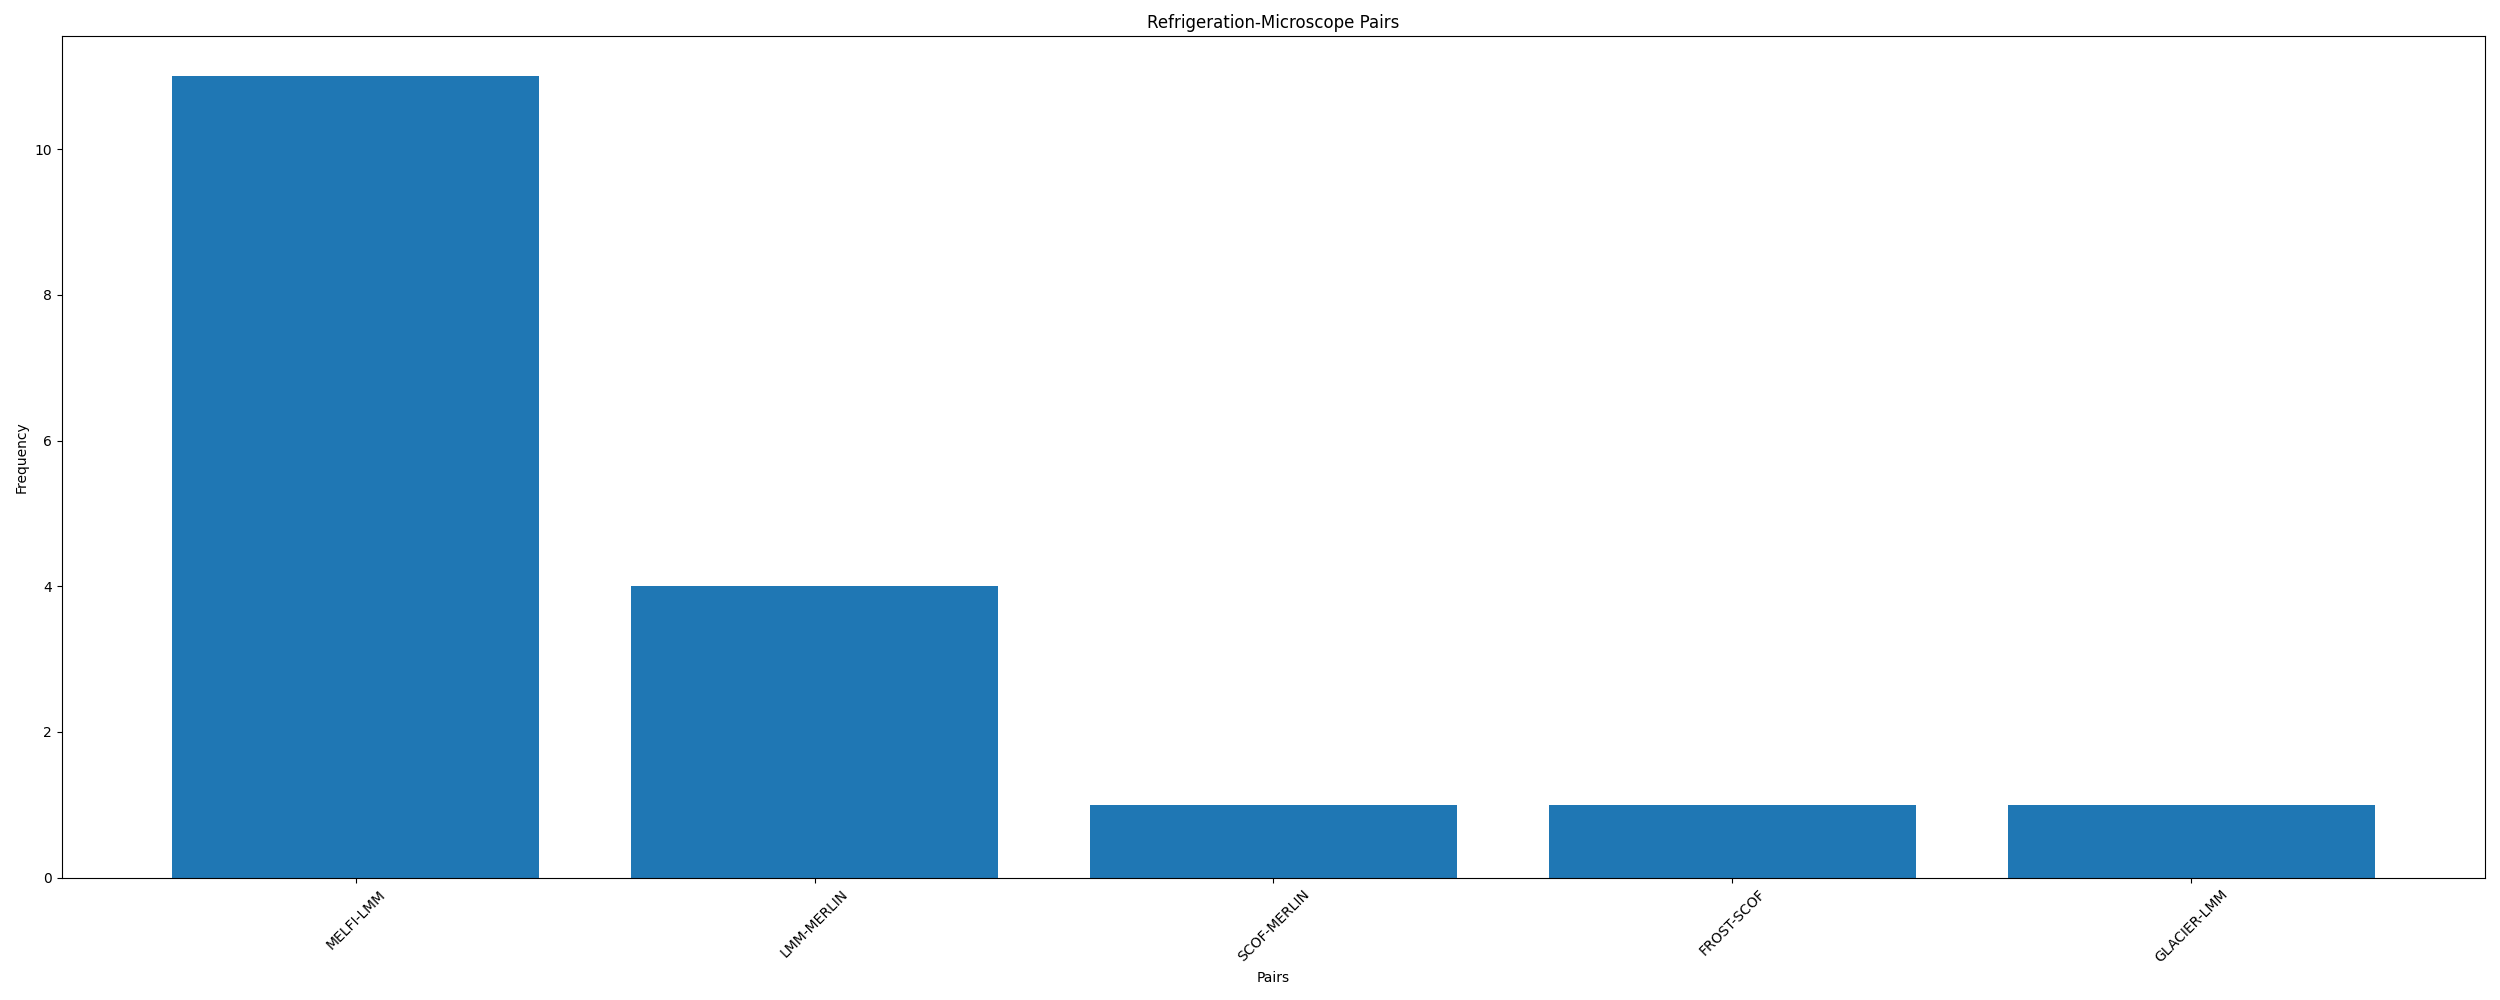 Refrigeration-Microscope Pairs
Frequency
10
8
6
4
2
0
MELFI-LMM
LMM-MERLIN
SCOF-MERLIN
FROST-SCOF
GLACIER-LMM
Pairs